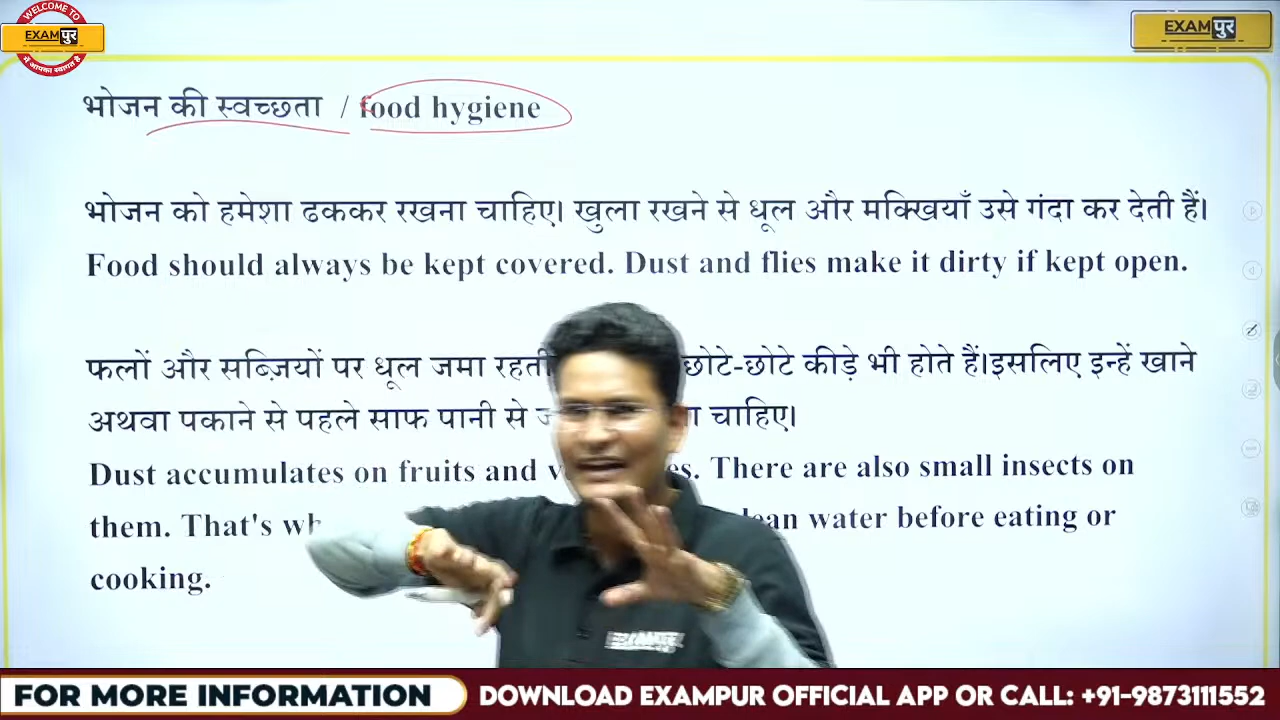 WELCOME TO
EXAMपुर
में आपका स्वागत है
EXAMपुर
भोजन की स्वच्छता / food hygiene
भोजन को हमेशा ढककर रखना चाहिए। खुला रखने से धूल और मक्खियाँ उसे गंदा कर देती हैं।
Food should always be kept covered. Dust and flies make it dirty if kept open.
फलों और सब्ज़ियों पर धूल जमा रहती छोटे-छोटे कीड़े भी होते हैं।इसलिए इन्हें खाने
अथवा पकाने से पहले साफ पानी से चाहिए।
Dust accumulates on fruits and There are also small insects on
them. That's water before eating or
cooking.
FOR MORE INFORMATION
DOWNLOAD EXAMPUR OFFICIAL APP OR CALL: +91-9873111552